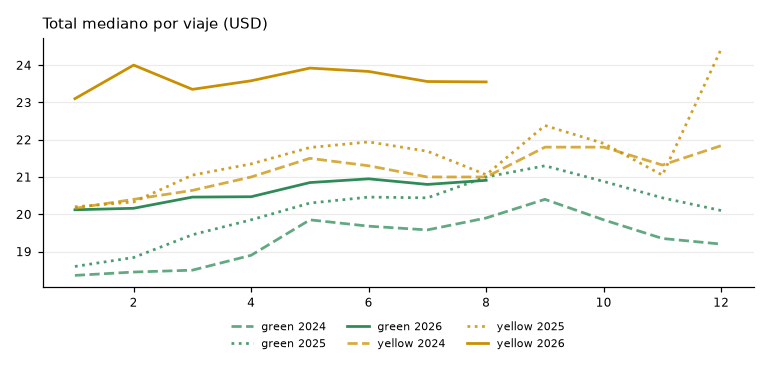 Total mediano por viaje (USD)
24
23
22
21
20
19
2 4 6 8 10 12
green 2024 green 2026 yellow 2025
green 2025 yellow 2024 yellow 2026